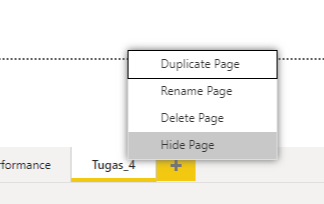 Duplicate Page
Rename Page
Delete Page
Hide Page
rformance Tugas_4 +